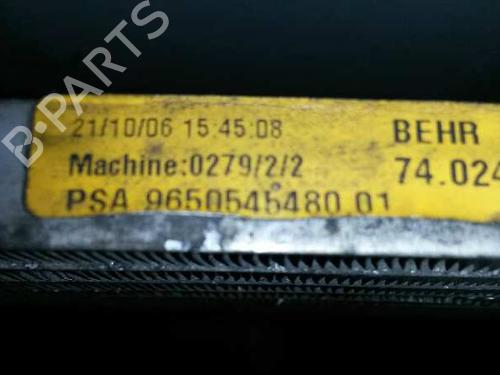 B-PARTS
21/10/06 15:45:08 BEHR
Machine:0279/2/2 74.024
PSA 9650545480 01